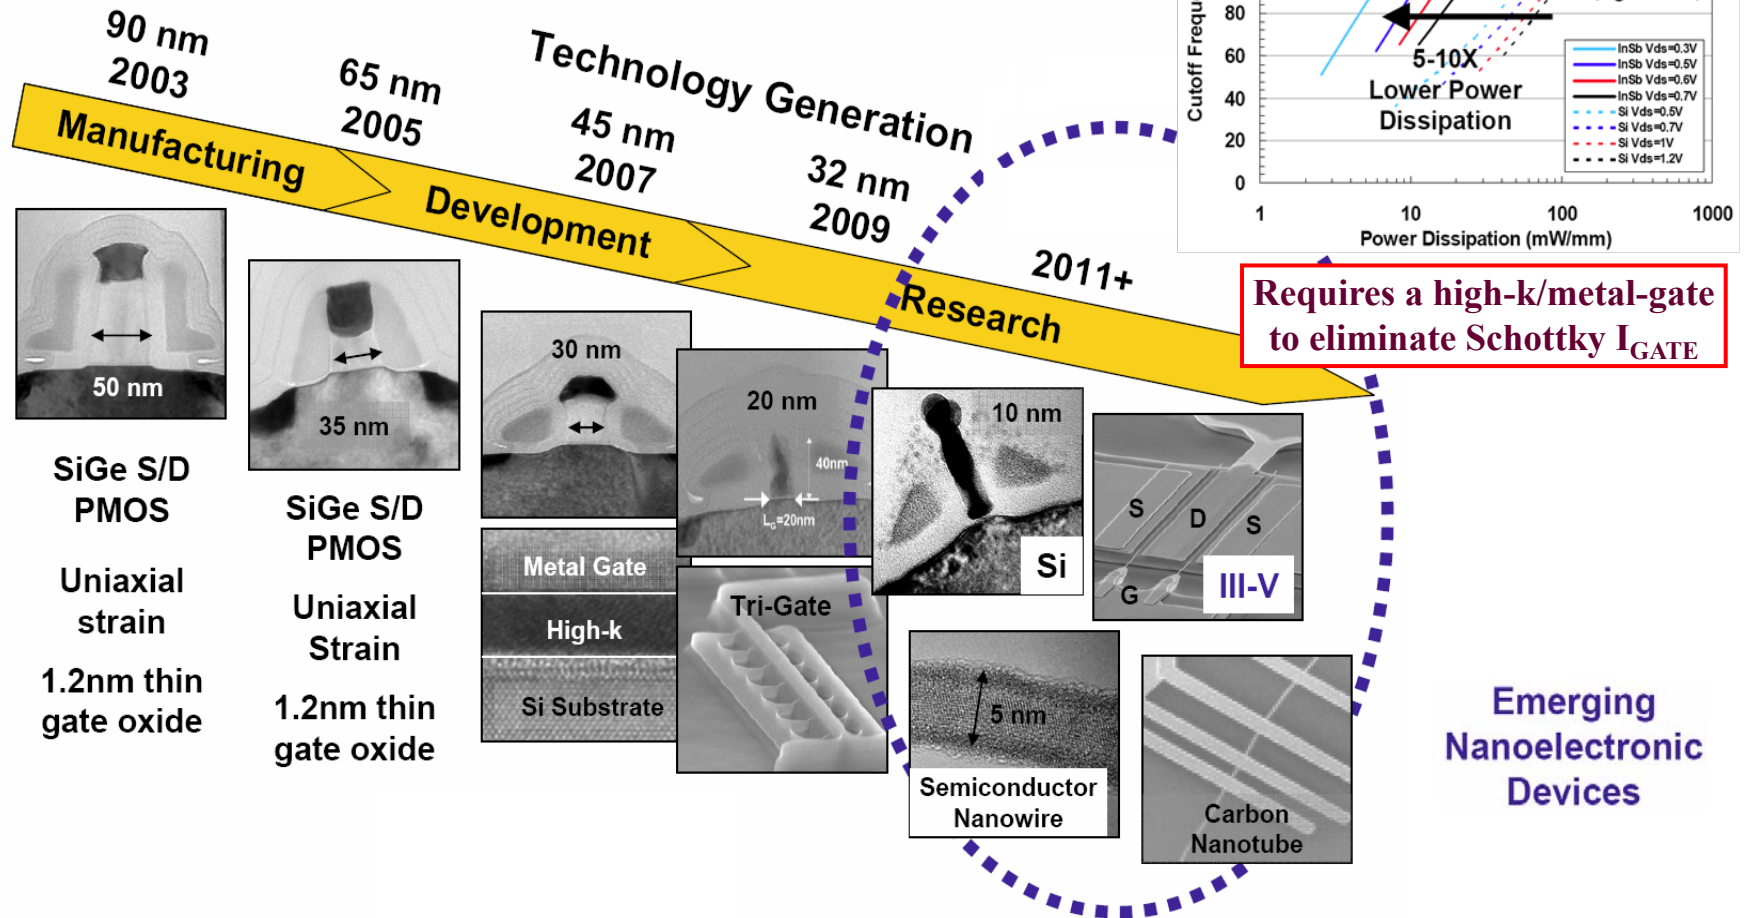 90 nm
2003
65 nm
2005
Technology Generation
45 nm
2007
32 nm
2009
2011+
Manufacturing
Development
Research
80
60
40
20
0
1
10
100
1000
Power Dissipation (mW/mm)
5-10X
Lower Power
Dissipation
InSb Vds=0.3V
InSb Vds=0.5V
InSb Vds=0.6V
InSb Vds=0.7V
Si Vds=0.5V
Si Vds=0.7V
Si Vds=1V
Si Vds=1.2V
Requires a high-k/metal-gate
to eliminate Schottky I_GATE
50 nm
SiGe S/D
PMOS
Uniaxial
strain
1.2nm thin
gate oxide
35 nm
SiGe S/D
PMOS
Uniaxial
Strain
1.2nm thin
gate oxide
30 nm
Metal Gate
High-k
Si Substrate
20 nm
40nm
L_G=20nm
Tri-Gate
10 nm
Si
S
D
S
G
III-V
5 nm
Semiconductor
Nanowire
Carbon
Nanotube
Emerging
Nanoelectronic
Devices